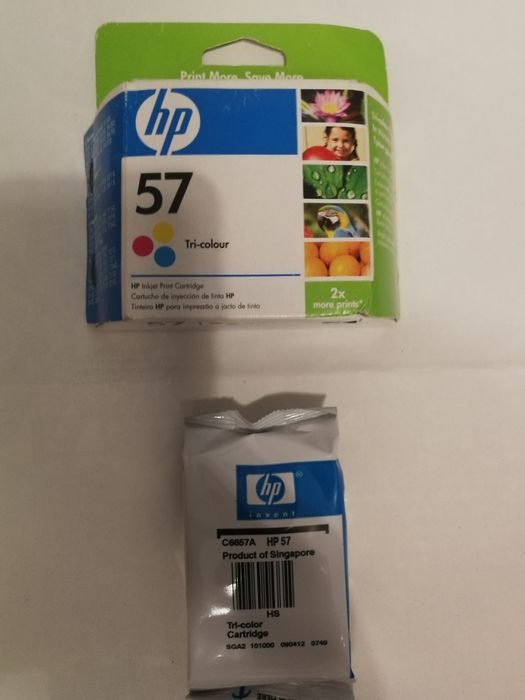 Print More, Save More
hp
57
Tri-colour
HP Inkjet Print Cartridge
Cartucho de inyección de tinta HP
Tinteiro HP para impressão a jacto de tinta
2x
more prints*
hp
invent
C6657A HP 57
Product of Singapore
HS
Tri-color
Cartridge
SGA2 101000 090412 0749